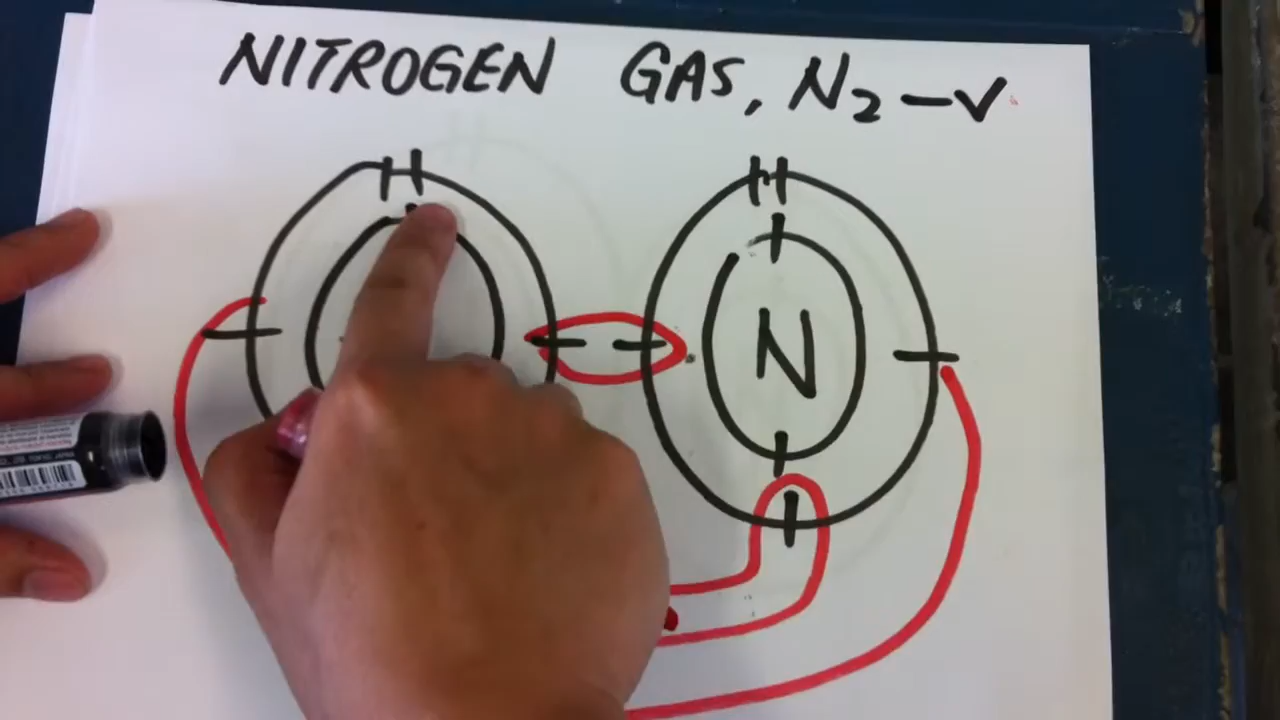 NITROGEN GAS, N₂ – √
N